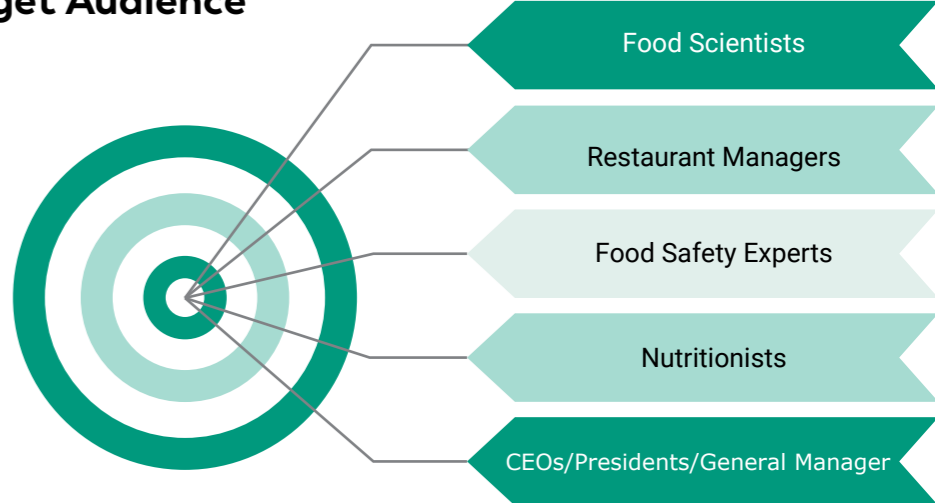 get Audience
Food Scientists
Restaurant Managers
Food Safety Experts
Nutritionists
CEOs/Presidents/General Manager